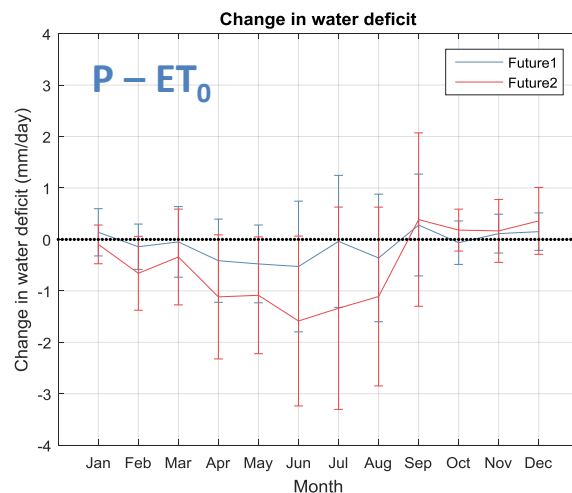 Change in water deficit
P – ET0
Future1
Future2
Change in water deficit (mm/day)
4
3
2
1
0
-1
-2
-3
-4
Jan Feb Mar Apr May Jun Jul Aug Sep Oct Nov Dec
Month